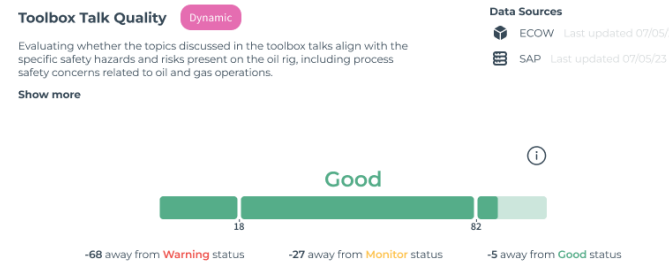 Toolbox Talk Quality
Dynamic
Data Sources
ECOW Last updated 07/05/
SAP Last updated 07/05/23
Evaluating whether the topics discussed in the toolbox talks align with the
specific safety hazards and risks present on the oil rig, including process
safety concerns related to oil and gas operations.
Show more
i
Good
18
82
-68 away from Warning status
-27 away from Monitor status
-5 away from Good status